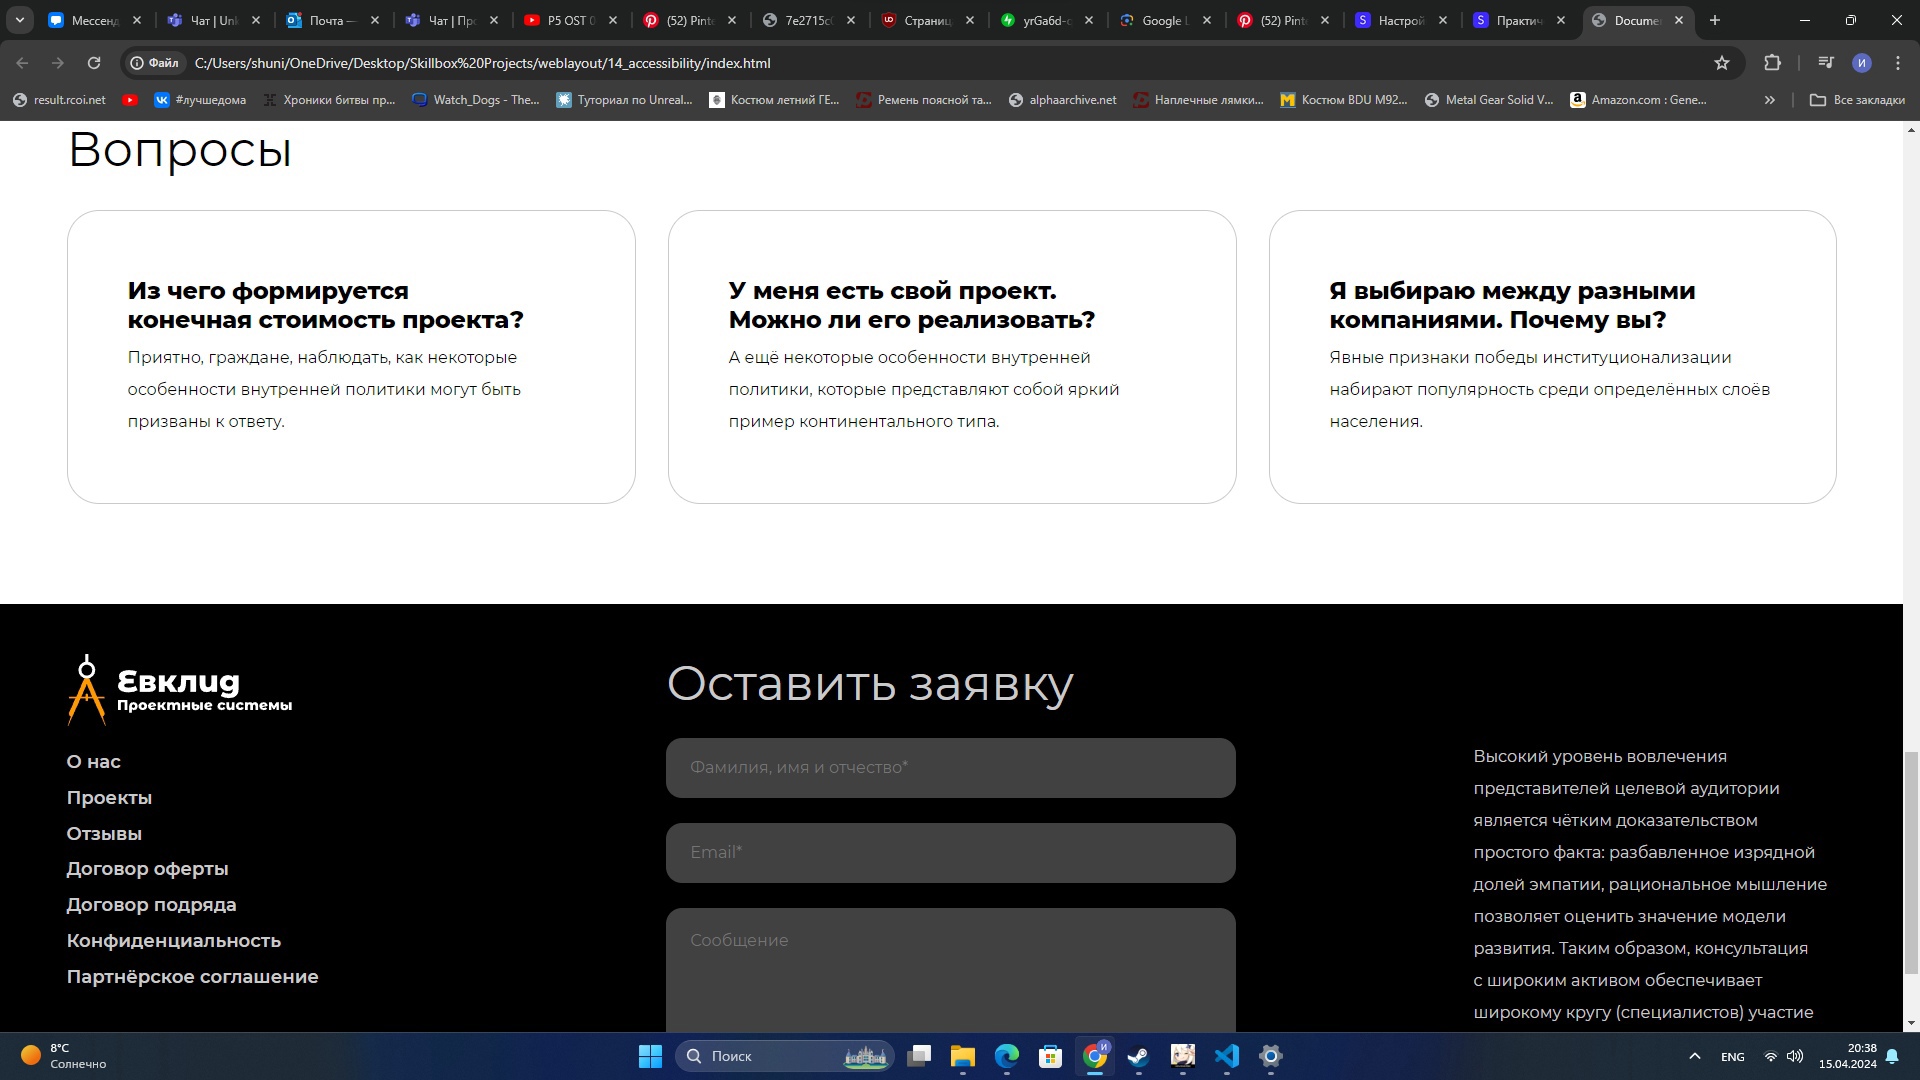 Мессенд
Чат | Uni
Почта —
Чат | Пр
P5 OST 0
(52) Pinte
7e2715c
Страниц
yrGa6d-c
Google L
(52) Pinte
Настрой
Практич
Docume
Файл
C:/Users/shuni/OneDrive/Desktop/Skillbox%20Projects/weblayout/14_accessibility/index.html
И
result.rcoi.net
#лучшедома
Хроники битвы пр...
Watch_Dogs - The...
Туториал по Unreal...
Костюм летний ГЕ...
Ремень поясной та...
alphaarchive.net
Наплечные лямки...
Костюм BDU M92...
Metal Gear Solid V...
Amazon.com : Gene...
Все закладки
Вопросы
Из чего формируется
конечная стоимость проекта?
Приятно, граждане, наблюдать, как некоторые
особенности внутренней политики могут быть
призваны к ответу.
У меня есть свой проект.
Можно ли его реализовать?
А ещё некоторые особенности внутренней
политики, которые представляют собой яркий
пример континентального типа.
Я выбираю между разными
компаниями. Почему вы?
Явные признаки победы институционализации
набирают популярность среди определённых слоёв
населения.
Евклид
Проектные системы
О нас
Проекты
Отзывы
Договор оферты
Договор подряда
Конфиденциальность
Партнёрское соглашение
Оставить заявку
Фамилия, имя и отчество*
Email*
Сообщение
Высокий уровень вовлечения
представителей целевой аудитории
является чётким доказательством
простого факта: разбавленное изрядной
долей эмпатии, рациональное мышление
позволяет оценить значение модели
развития. Таким образом, консультация
с широким активом обеспечивает
широкому кругу (специалистов) участие
8°C
Солнечно
Поиск
ENG
20:38
15.04.2024